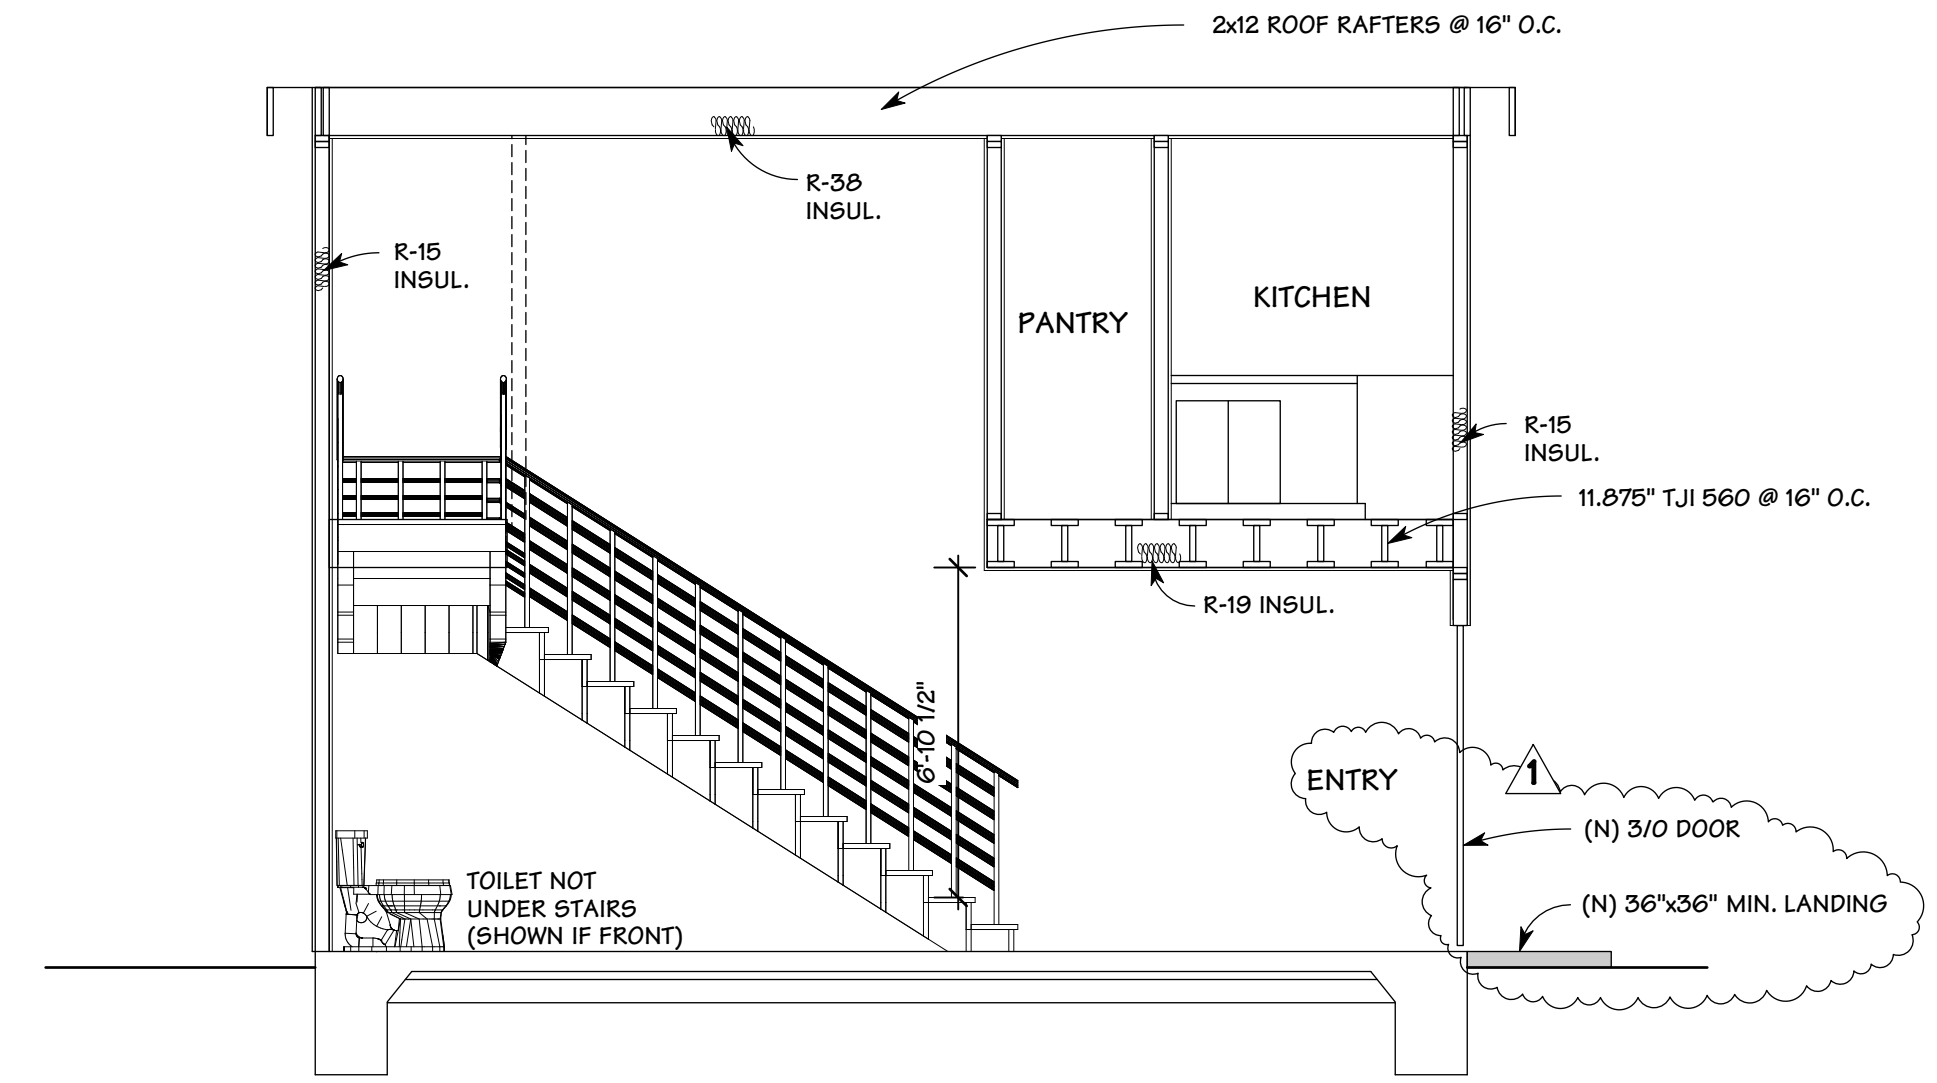 2x12 ROOF RAFTERS @ 16" O.C.
R-38
INSUL.
R-15
INSUL.
KITCHEN
PANTRY
R-15
INSUL.
11.875" TJI 560 @ 16" O.C.
R-19 INSUL.
6'-10 1/2"
ENTRY
1
(N) 3/0 DOOR
TOILET NOT
UNDER STAIRS
(SHOWN IF FRONT)
(N) 36"x36" MIN. LANDING